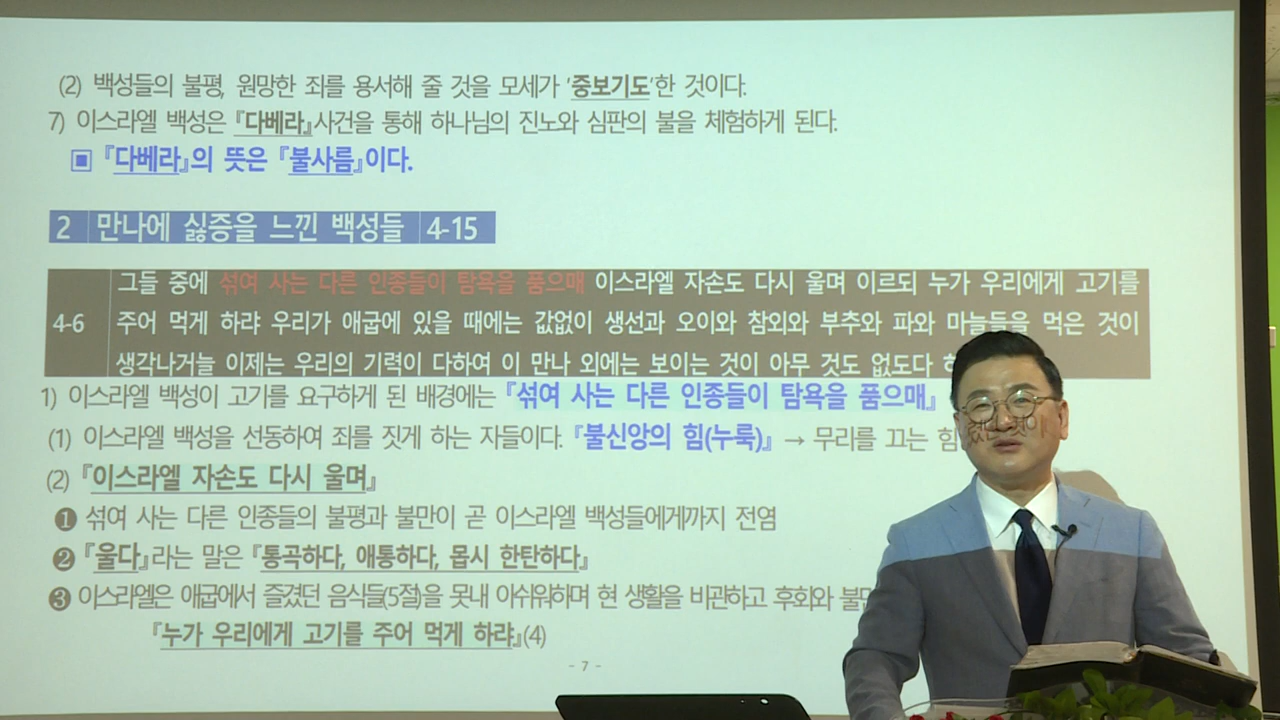 (2) 백성들의 불평, 원망한 죄를 용서해 줄 것을 모세가 '중보기도'한 것이다.
7) 이스라엘 백성은 『다베라』사건을 통해 하나님의 진노와 심판의 불을 체험하게 된다.
▣ 『다베라』의 뜻은 『불사름』이다.
2 만나에 싫증을 느낀 백성들 4-15
그들 중에 섞여 사는 다른 인종들이 탐욕을 품으매 이스라엘 자손도 다시 울며 이르되 누가 우리에게 고기를
4-6 주어 먹게 하랴 우리가 애굽에 있을 때에는 값없이 생선과 오이와 참외와 부추와 파와 마늘들을 먹은 것이
생각나거늘 이제는 우리의 기력이 다하여 이 만나 외에는 보이는 것이 아무 것도 없도다
1) 이스라엘 백성이 고기를 요구하게 된 배경에는 『섞여 사는 다른 인종들이 탐욕을 품으매』
(1) 이스라엘 백성을 선동하여 죄를 짓게 하는 자들이다. 『불신앙의 힘(누룩)』 → 무리를 끄는 힘
(2) 『이스라엘 자손도 다시 울며』
❶ 섞여 사는 다른 인종들의 불평과 불만이 곧 이스라엘 백성들에게까지 전염
❷ 『울다』라는 말은 『통곡하다, 애통하다, 몹시 한탄하다』
❸ 이스라엘은 애굽에서 즐겼던 음식들(5절)을 못내 아쉬워하며 현 생활을 비관하고 후회와
『누가 우리에게 고기를 주어 먹게 하랴』(4)
- 7 -